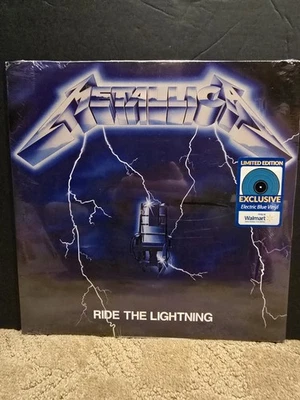 METALLICA
LIMITED EDITION
EXCLUSIVE
Electric Blue Vinyl
Walmart
RIDE THE LIGHTNING